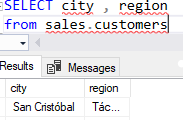 SELECT city , region
from sales.customers
Results Messages
city region
San Cristóbal Tác...